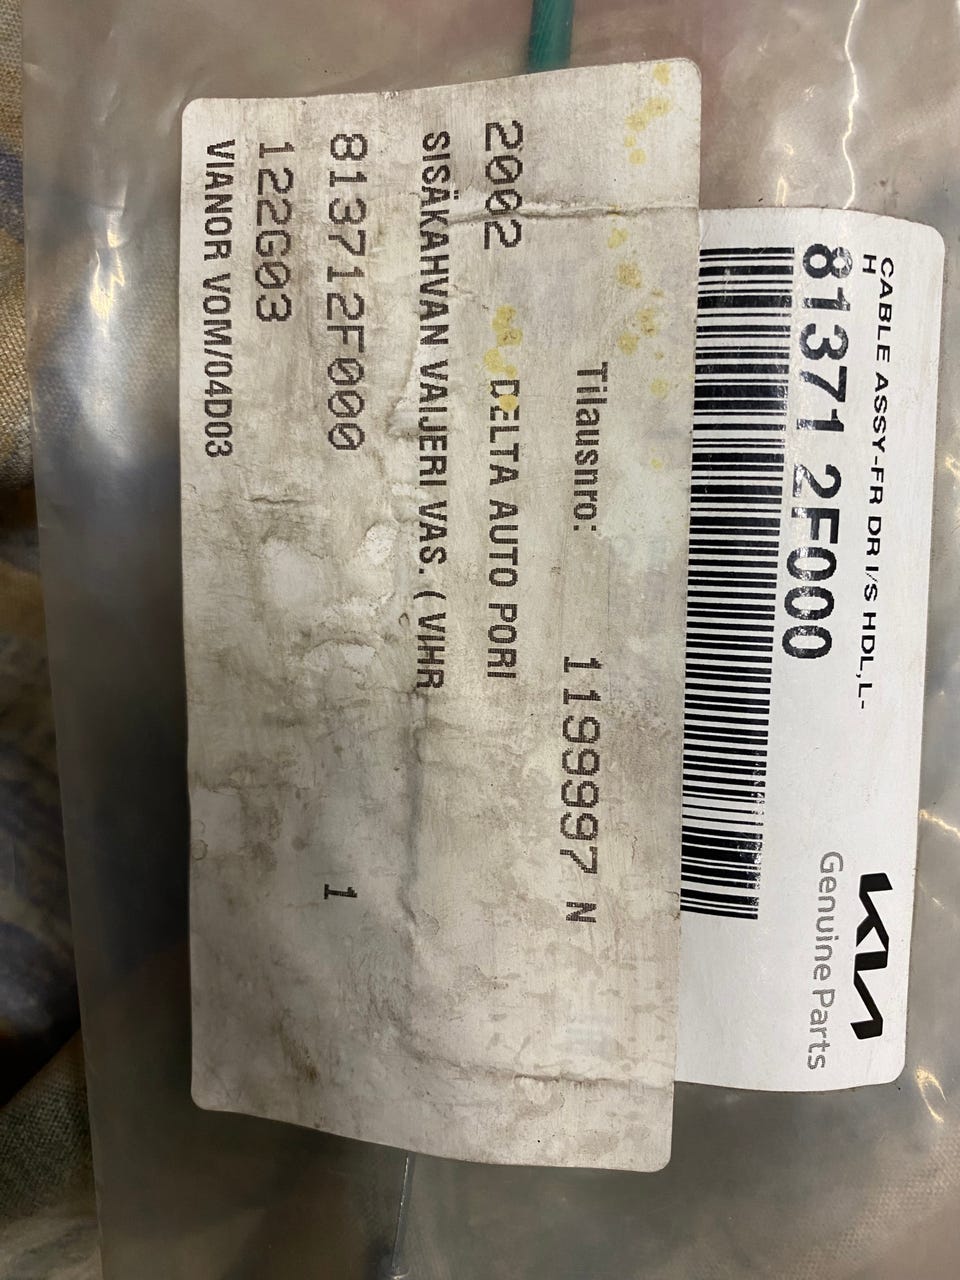 CABLE ASSY-FR DR I/S HDL,L-
H
81371 2F000
KIA
Genuine Parts
Tilausnro: 1199997 N
2002 DELTA AUTO PORI
SISÄKAHVAN VAIJERI VAS. (VIHR
813712F000 1
122G03
VIANOR VOM/04D03